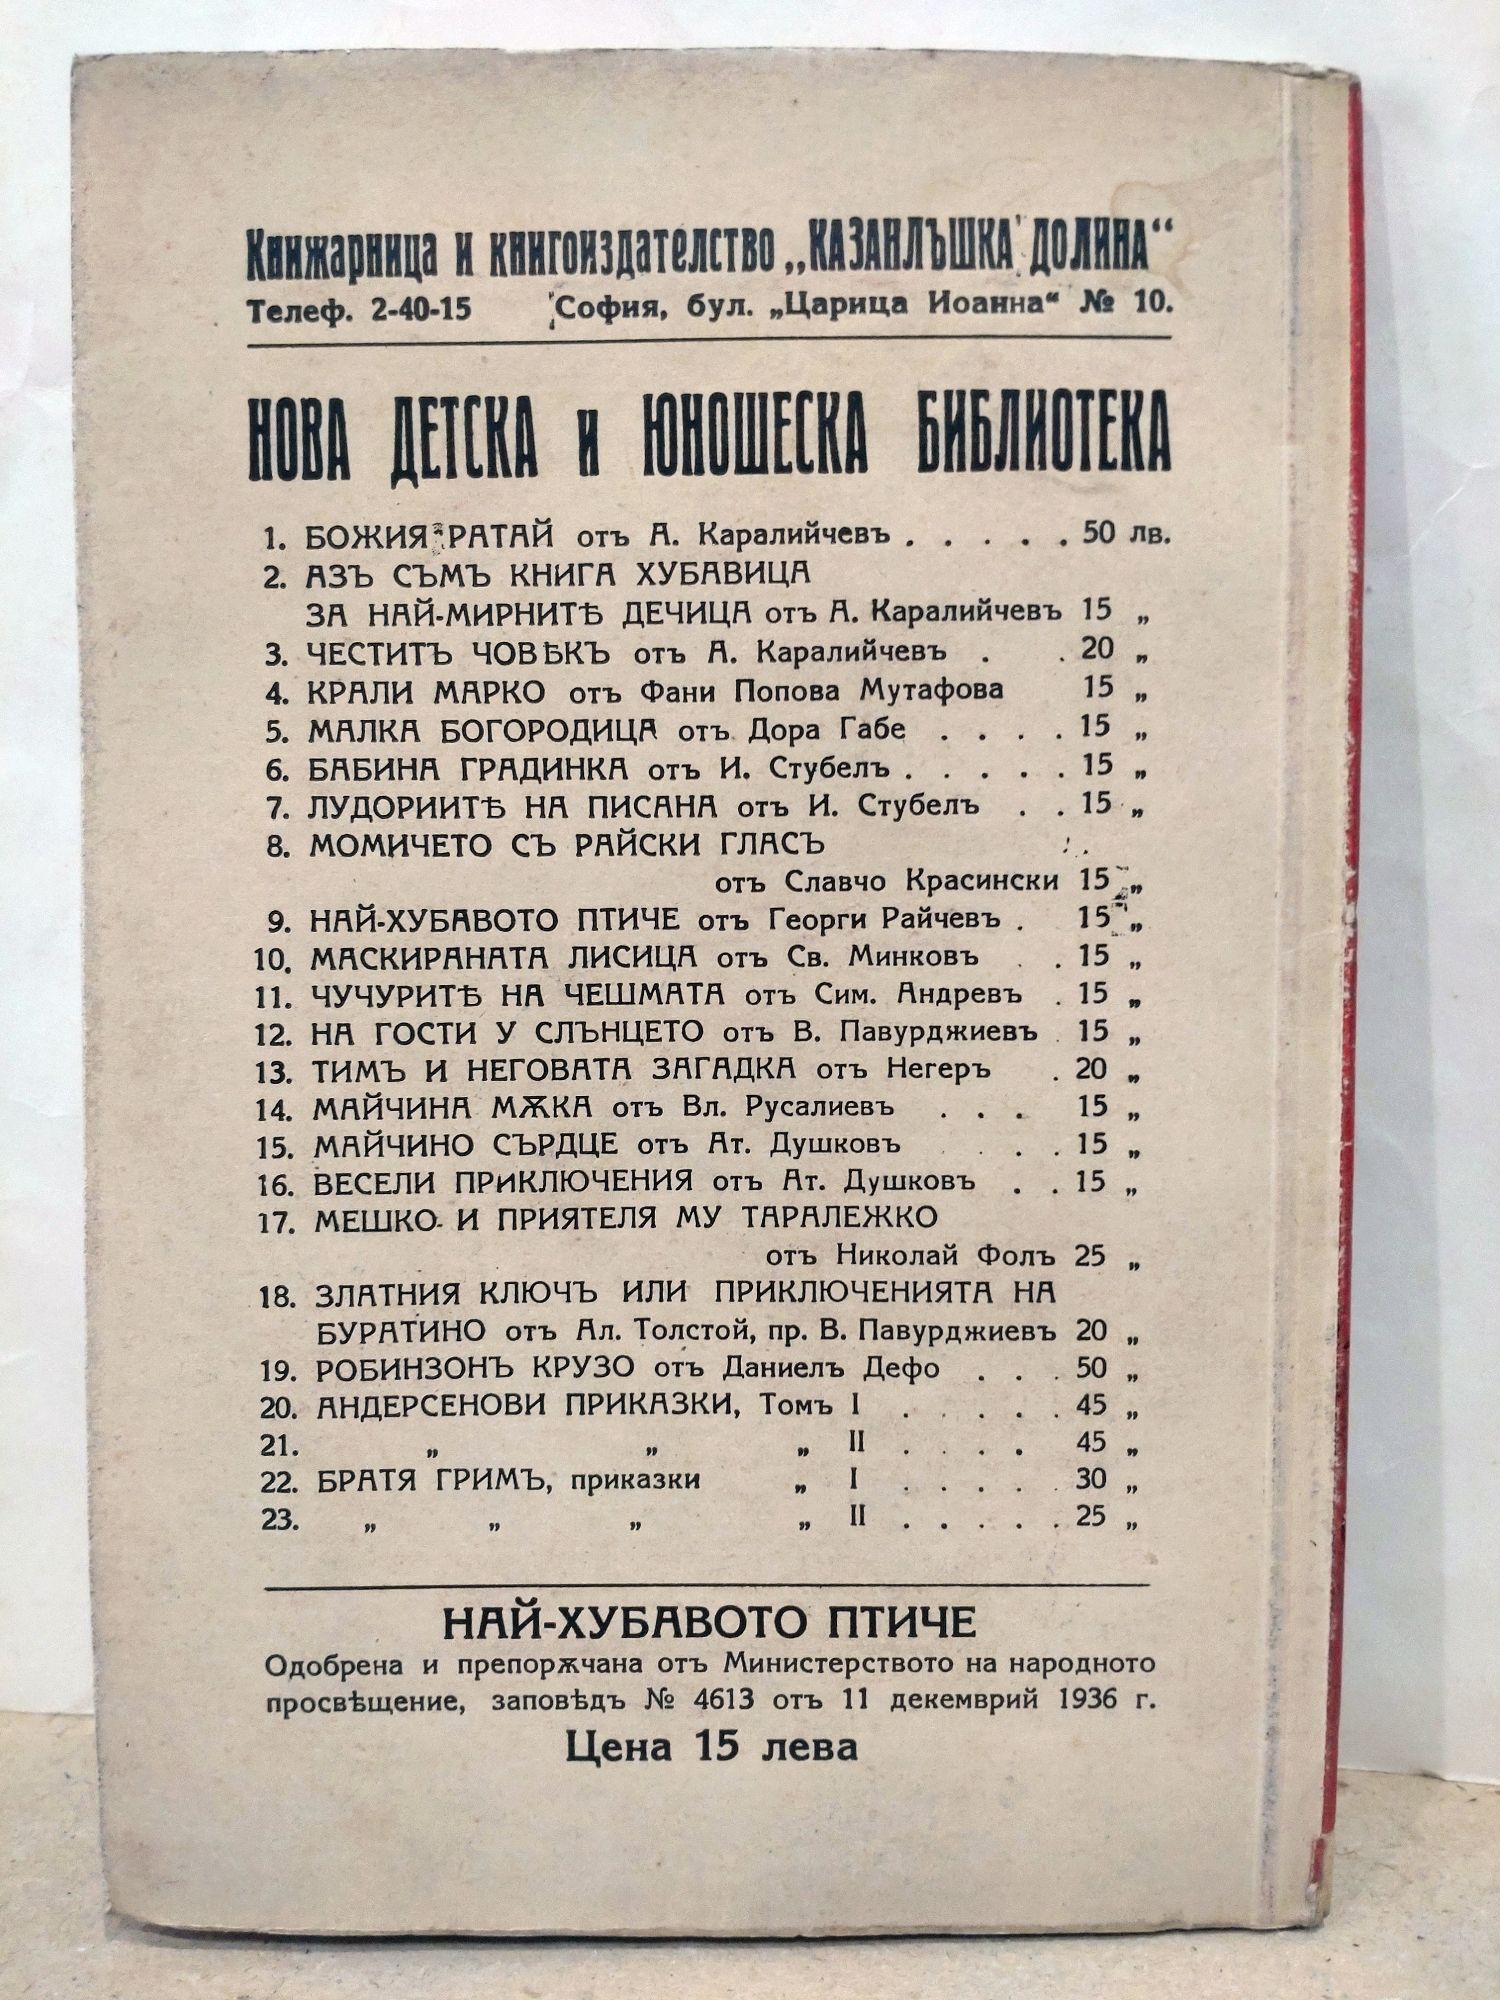 Книжарница и книгоиздателство „КАЗАНЛЪШКА ДОЛИНА“
Телеф. 2-40-15 София, бул. „Царица Иоанна“ № 10.
НОВА ДЕТСКА и ЮНОШЕСКА БИБЛИОТЕКА
1. БОЖИЯ РАТАЙ отъ А. Каралийчевъ . . . . . 50 лв.
2. АЗЪ СЪМЪ КНИГА ХУБАВИЦА
ЗА НАЙ-МИРНИТѢ ДЕЧИЦА отъ А. Каралийчевъ 15 „
3. ЧЕСТИТЪ ЧОВѢКЪ отъ А. Каралийчевъ . . 20 „
4. КРАЛИ МАРКО отъ Фани Попова Мутафова 15 „
5. МАЛКА БОГОРОДИЦА отъ Дора Габе . . . . 15 „
6. БАБИНА ГРАДИНКА отъ И. Стубелъ . . . . . 15 „
7. ЛУДОРИИТѢ НА ПИСАНА отъ И. Стубелъ . . 15 „
8. МОМИЧЕТО СЪ РАЙСКИ ГЛАСЪ
отъ Славчо Красински 15 „
9. НАЙ-ХУБАВОТО ПТИЧЕ отъ Георги Райчевъ . 15 „
10. МАСКИРАНАТА ЛИСИЦА отъ Св. Минковъ . . 15 „
11. ЧУЧУРИТѢ НА ЧЕШМАТА отъ Сим. Андревъ . 15 „
12. НА ГОСТИ У СЛЪНЦЕТО отъ В. Павурджиевъ . 15 „
13. ТИМЪ И НЕГОВАТА ЗАГАДКА отъ Негеръ . 20 „
14. МАЙЧИНА МѪКА отъ Вл. Русалиевъ . . . 15 „
15. МАЙЧИНО СЪРДЦЕ отъ Ат. Душковъ . . . . 15 „
16. ВЕСЕЛИ ПРИКЛЮЧЕНИЯ отъ Ат. Душковъ . . 15 „
17. МЕШКО И ПРИЯТЕЛЯ МУ ТАРАЛЕЖКО
отъ Николай Фолъ 25 „
18. ЗЛАТНИЯ КЛЮЧЪ ИЛИ ПРИКЛЮЧЕНИЯТА НА
БУРАТИНО отъ Ал. Толстой, пр. В. Павурджиевъ 20 „
19. РОБИНЗОНЪ КРУЗО отъ Даниелъ Дефо . . . 50 „
20. АНДЕРСЕНОВИ ПРИКАЗКИ, Томъ I . . . . . 45 „
21. „ „ „ II . . . . 45 „
22. БРАТЯ ГРИМЪ, приказки „ I . . . . . 30 „
23. „ „ „ „ II . . . . . 25 „
НАЙ-ХУБАВОТО ПТИЧЕ
Одобрена и препорѫчана отъ Министерството на народното
просвѣщение, заповѣдъ № 4613 отъ 11 декемврий 1936 г.
Цена 15 лева